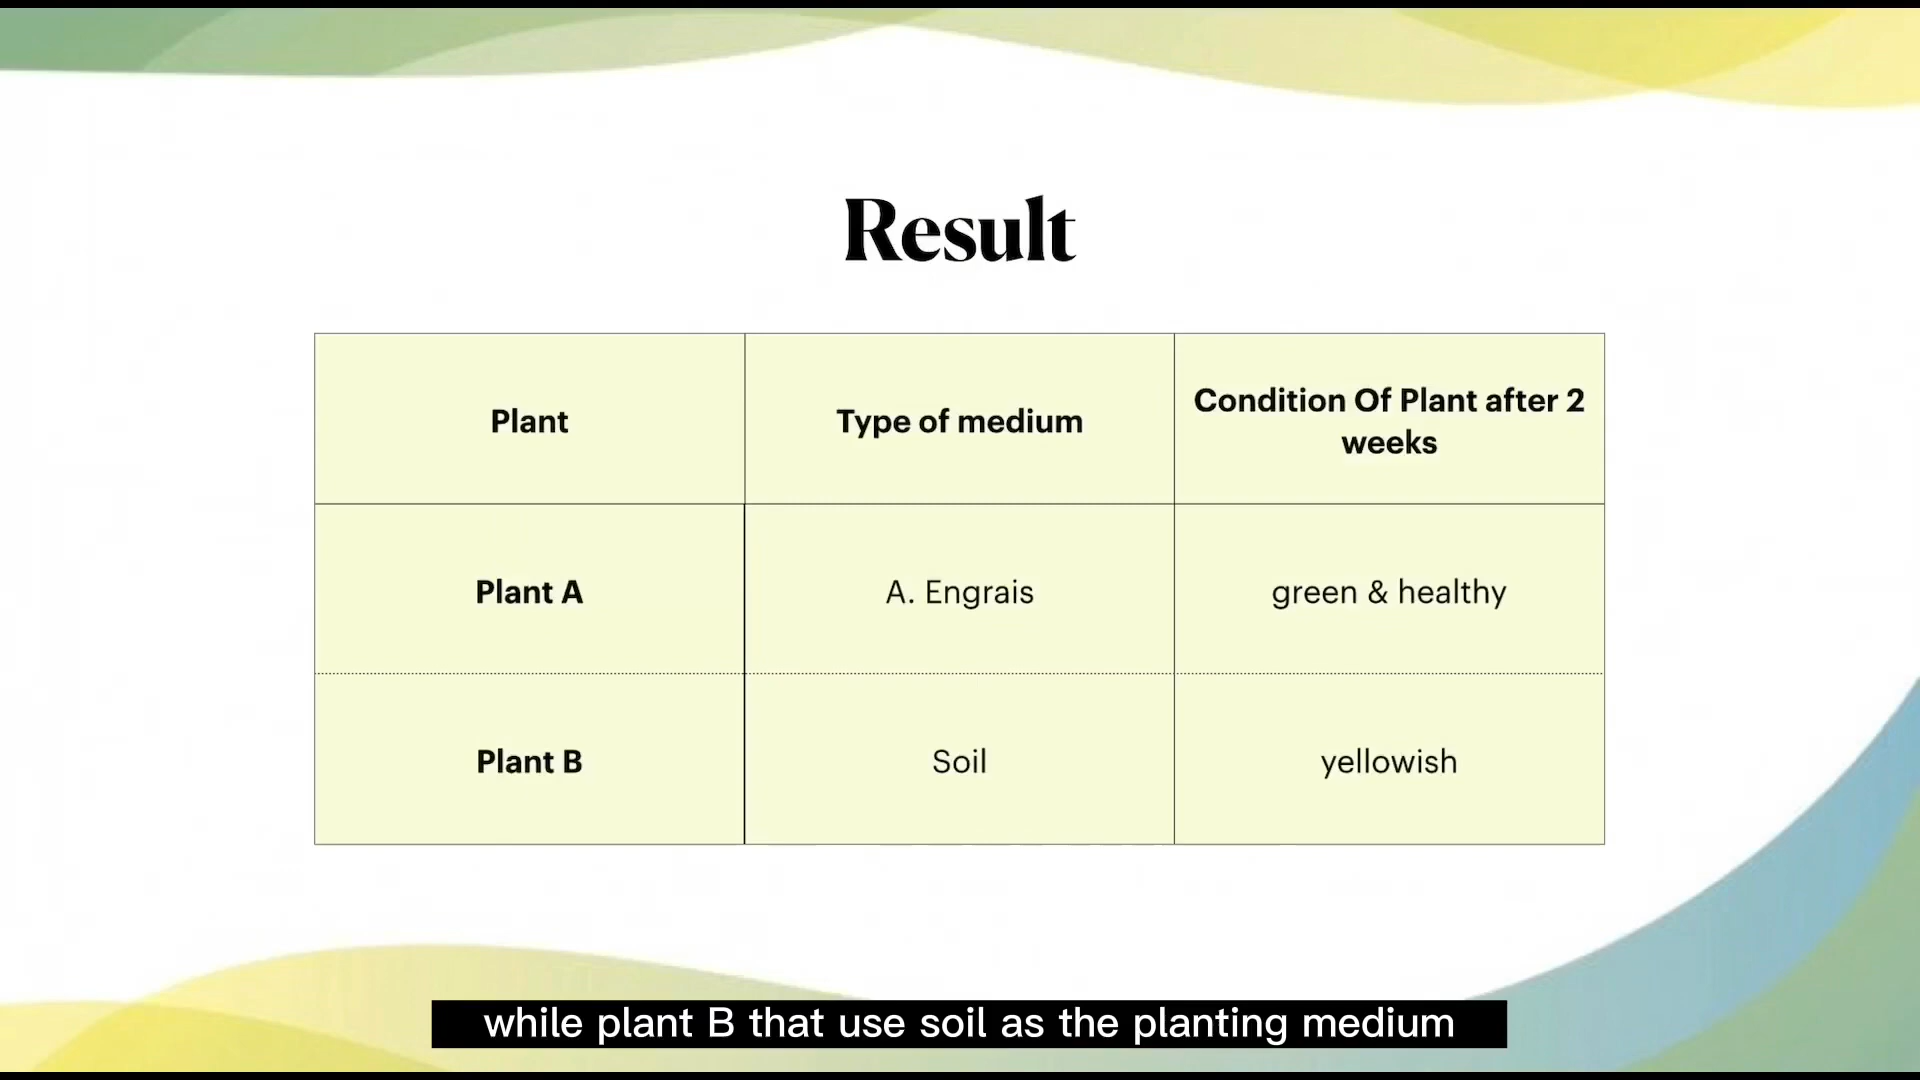 Result
Plant
Type of medium
Condition Of Plant after 2
weeks
Plant A
A. Engrais
green & healthy
Plant B
Soil
yellowish
while plant B that use soil as the planting medium